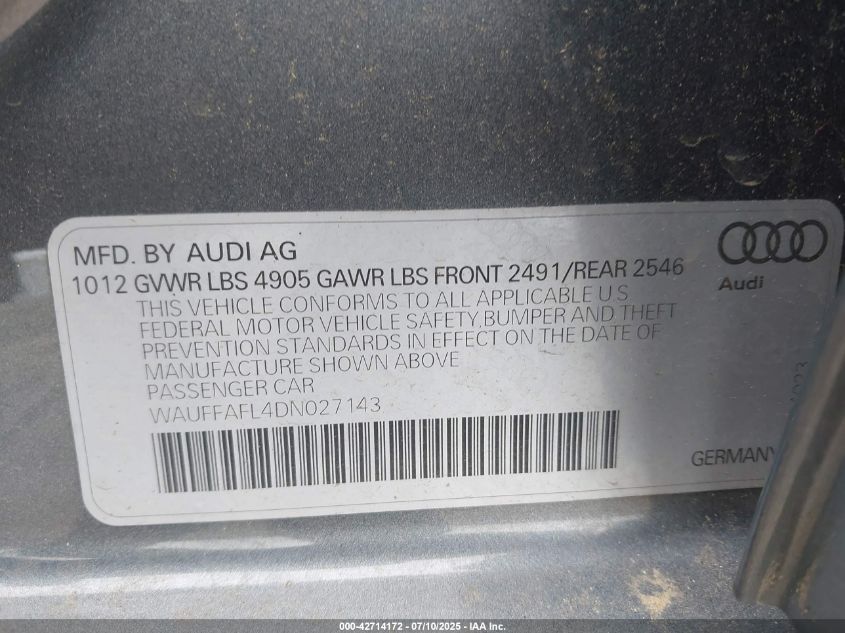 MFD. BY AUDI AG
1012 GVWR LBS 4905 GAWR LBS FRONT 2491/REAR 2546
THIS VEHICLE CONFORMS TO ALL APPLICABLE U.S
FEDERAL MOTOR VEHICLE SAFETY,BUMPER AND THEFT
PREVENTION STANDARDS IN EFFECT ON THE DATE OF
MANUFACTURE SHOWN ABOVE
PASSENGER CAR
WAUFFAFL4DN027143
Audi
GERMANY
000-42714172 - 07/10/2025 - IAA Inc.